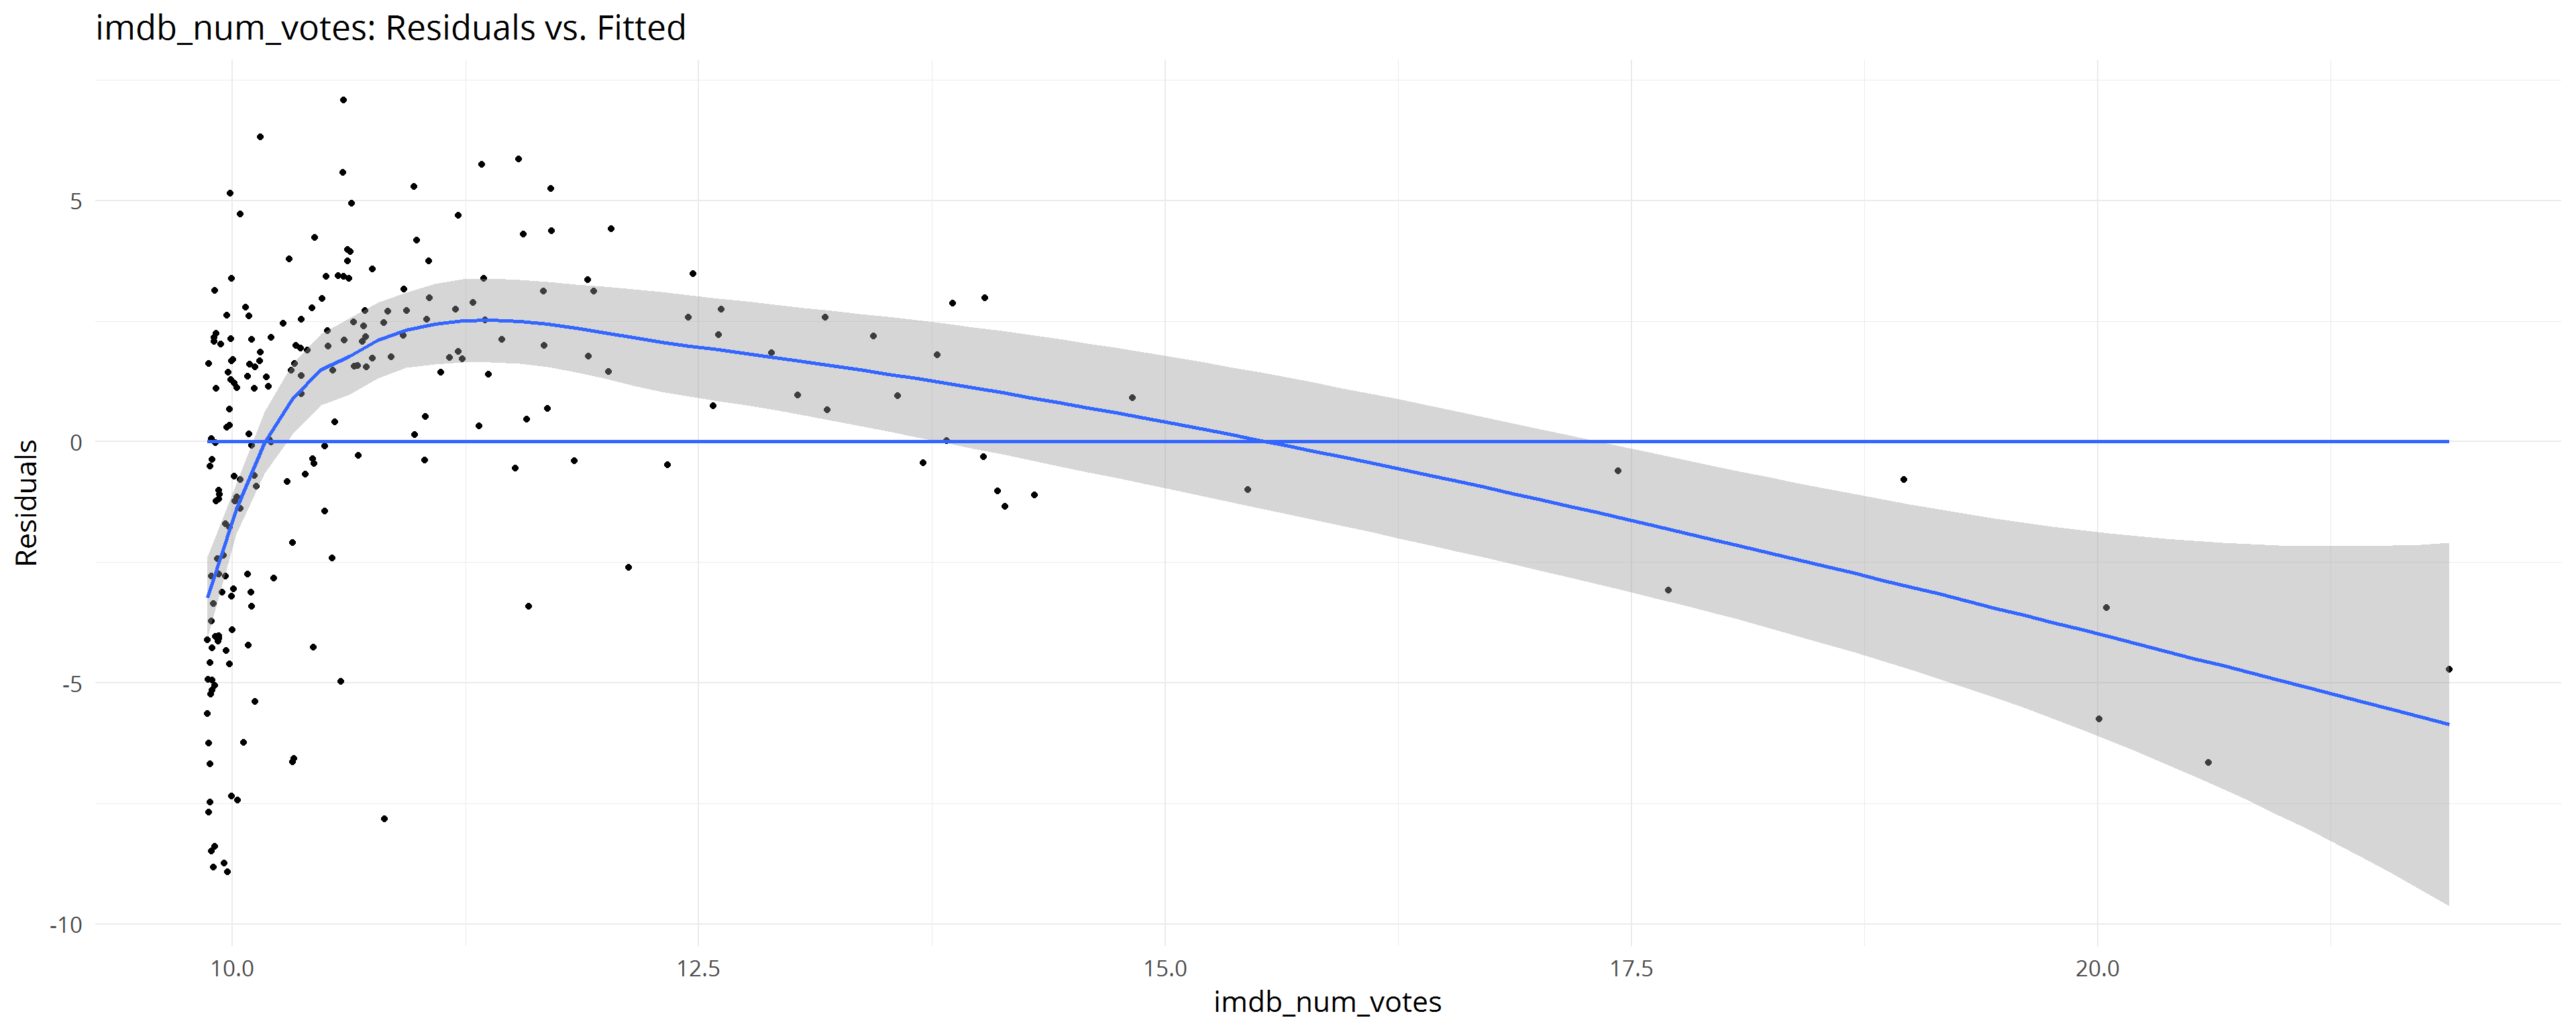 imdb_num_votes: Residuals vs. Fitted
Residuals
5
0
-5
-10
10.0 12.5 15.0 17.5 20.0
imdb_num_votes